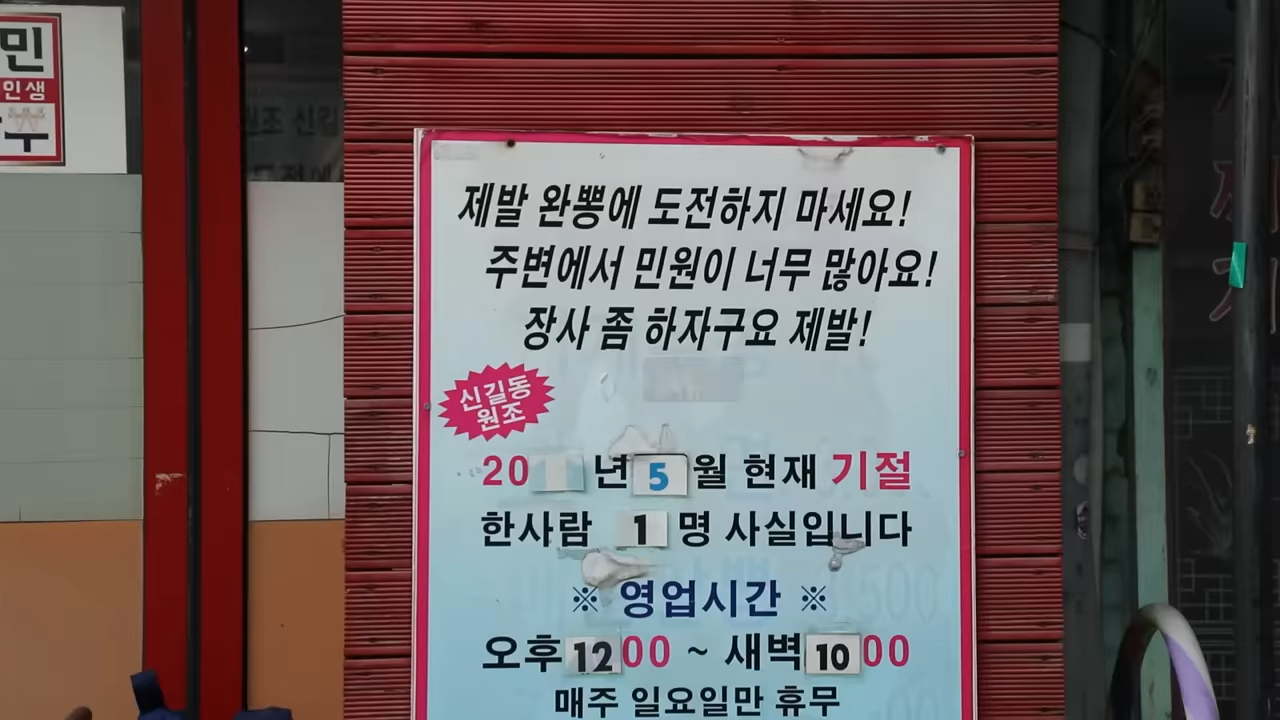 민
인생
제발 완뽕에 도전하지 마세요!
주변에서 민원이 너무 많아요!
장사 좀 하자구요 제발!
신길동
원조
20 년 5 월 현재 기절
한사람 1 명 사실입니다
※ 영업시간 ※
오후 12 00 ~ 새벽 10 00
매주 일요일만 휴무